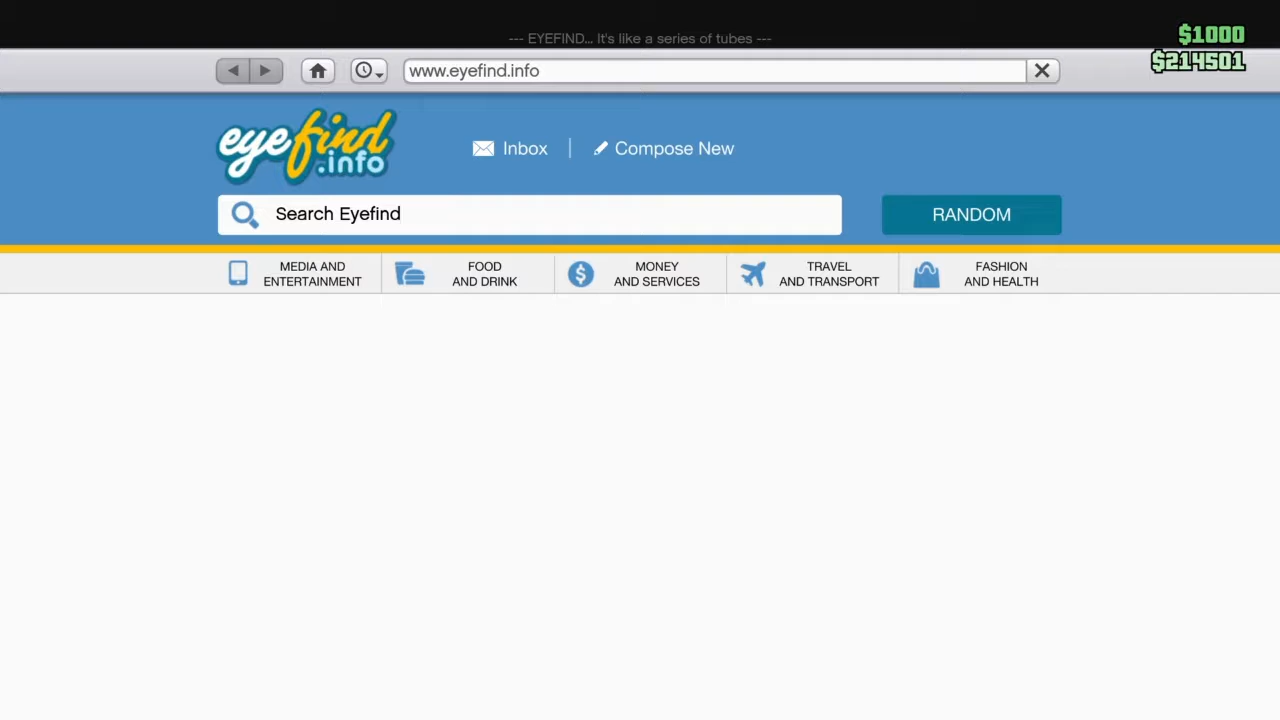 --- EYEFIND... It's like a series of tubes ---
$1000
$214501
www.eyefind.info
eyefind
.info
Inbox
Compose New
Search Eyefind
RANDOM
MEDIA AND
ENTERTAINMENT
FOOD
AND DRINK
MONEY
AND SERVICES
TRAVEL
AND TRANSPORT
FASHION
AND HEALTH